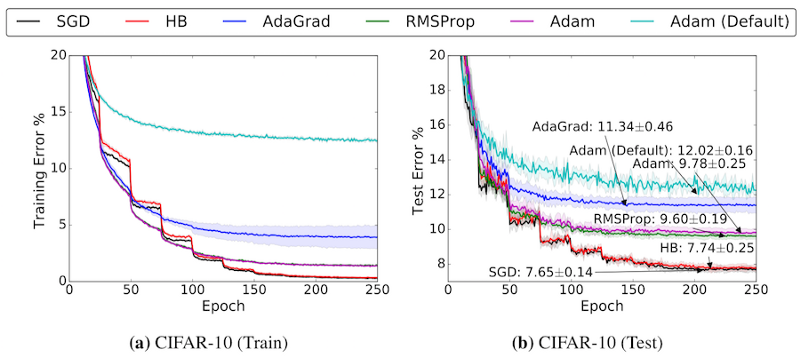 SGD HB AdaGrad RMSProp Adam Adam (Default)
20
15
10
5
0
0 50 100 150 200 250
Training Error %
Epoch
(a) CIFAR-10 (Train)
20
18
16
14
12
10
8
0 50 100 150 200 250
Test Error %
Epoch
AdaGrad: 11.34±0.46
Adam (Default): 12.02±0.16
Adam: 9.78±0.25
RMSProp: 9.60±0.19
HB: 7.74±0.25
SGD: 7.65±0.14
(b) CIFAR-10 (Test)